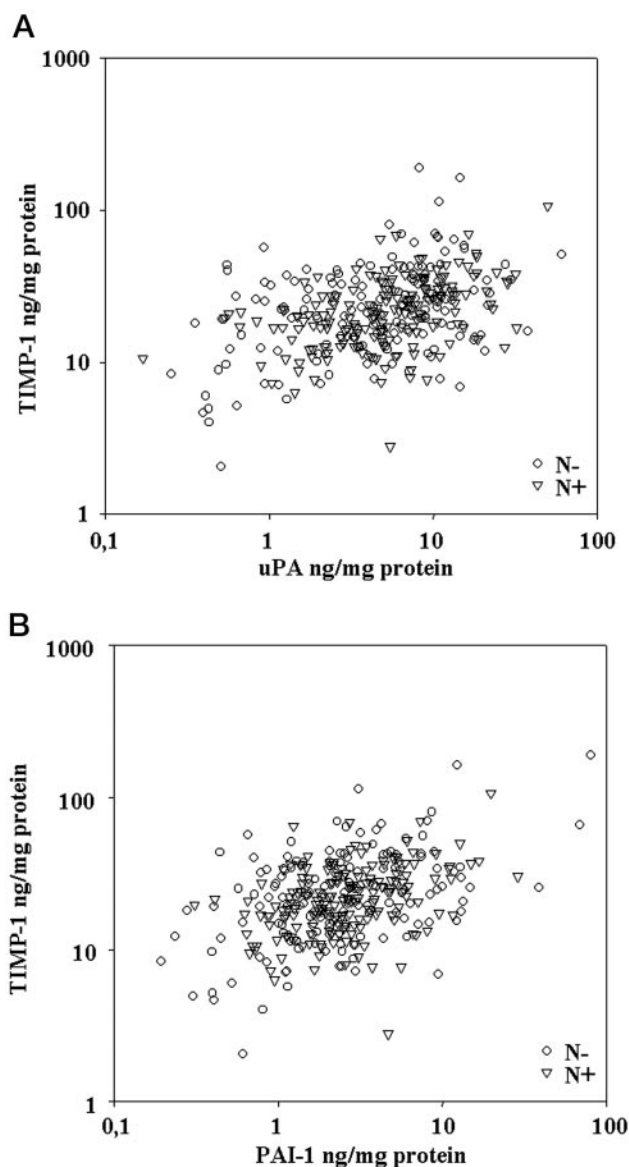 A
1000
100
10
1
TIMP-1 ng/mg protein
N-
N+
0,1 1 10 100
uPA ng/mg protein
B
1000
100
10
1
TIMP-1 ng/mg protein
N-
N+
0,1 1 10 100
PAI-1 ng/mg protein